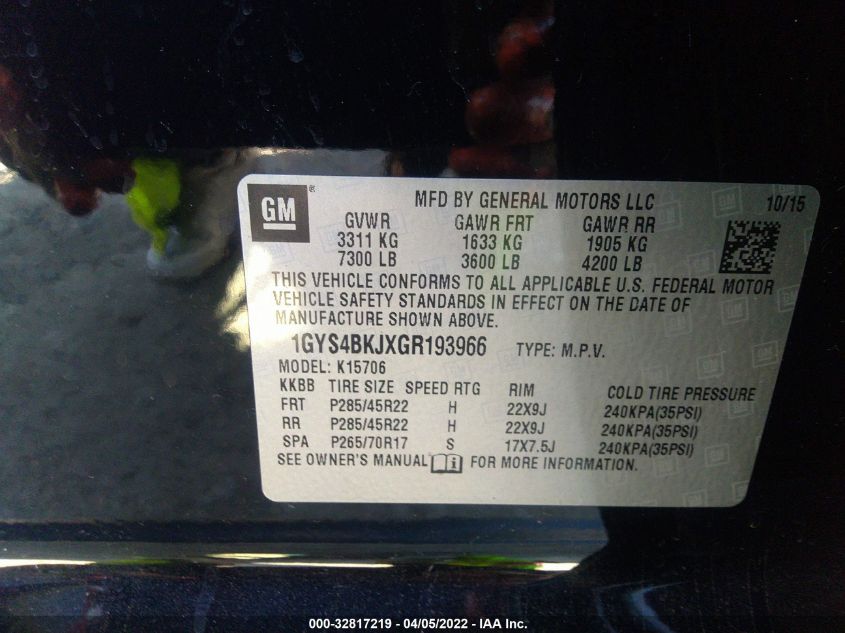 GM ® MFD BY GENERAL MOTORS LLC 10/15
GVWR GAWR FRT GAWR RR
3311 KG 1633 KG 1905 KG
7300 LB 3600 LB 4200 LB
THIS VEHICLE CONFORMS TO ALL APPLICABLE U.S. FEDERAL MOTOR
VEHICLE SAFETY STANDARDS IN EFFECT ON THE DATE OF
MANUFACTURE SHOWN ABOVE.
1GYS4BKJXGR193966 TYPE: M.P.V.
MODEL: K15706
KKBB TIRE SIZE SPEED RTG RIM COLD TIRE PRESSURE
FRT P285/45R22 H 22X9J 240KPA(35PSI)
RR P285/45R22 H 22X9J 240KPA(35PSI)
SPA P265/70R17 S 17X7.5J 240KPA(35PSI)
SEE OWNER'S MANUAL i FOR MORE INFORMATION.
000-32817219 - 04/05/2022 - IAA Inc.